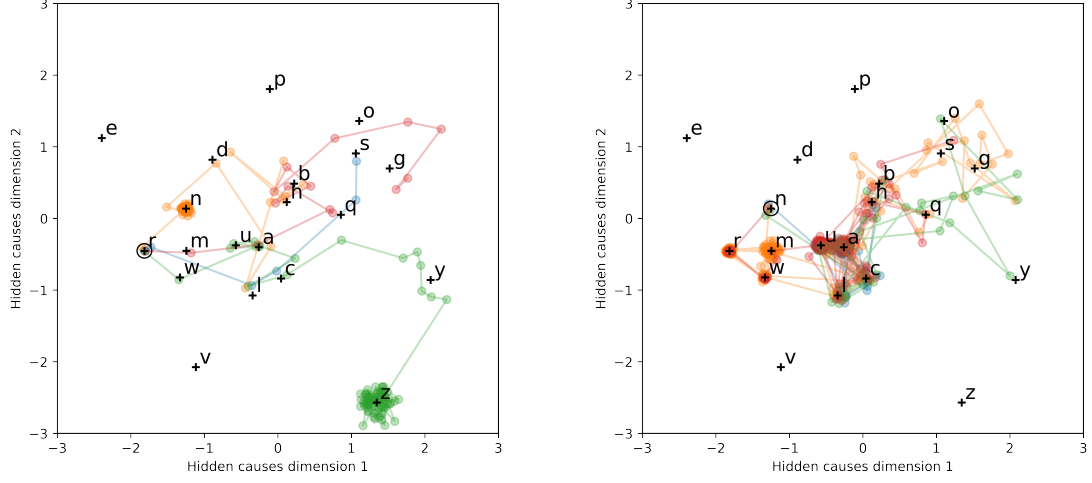 3
2
1
0
−1
−2
−3
−3
−2
−1
0
1
2
3
Hidden causes dimension 2
Hidden causes dimension 1
p
e
o
s
d
g
b
h
n
q
r
m
u
a
w
c
l
y
v
z
3
2
1
0
−1
−2
−3
−3
−2
−1
0
1
2
3
Hidden causes dimension 2
Hidden causes dimension 1
p
e
o
s
d
g
b
h
n
q
r
m
u
a
w
c
l
y
v
z